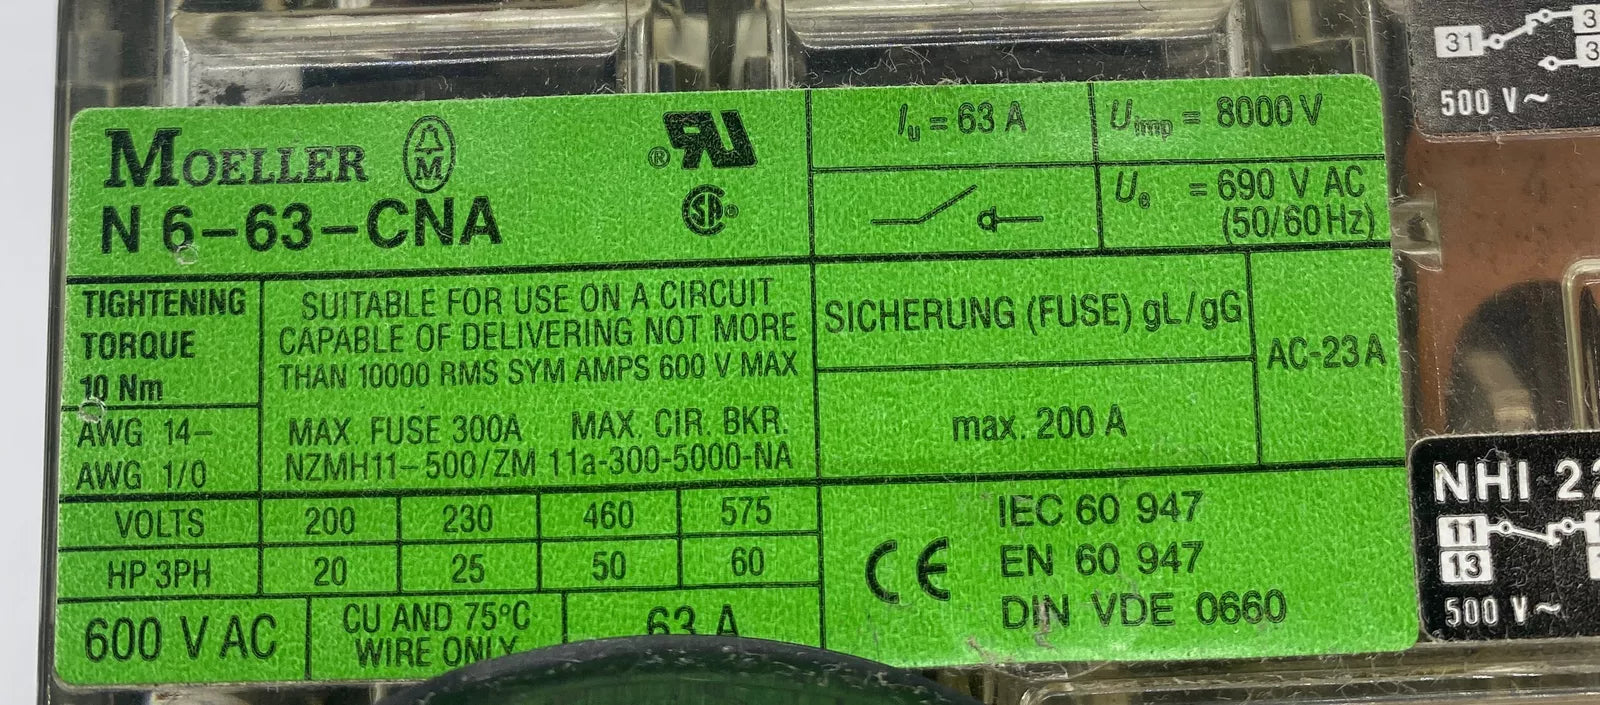 MOELLER M
N 6-63-CNA
® RU
SA ®
Iu = 63 A
Uimp = 8000 V
Ue = 690 V AC
(50/60 Hz)
TIGHTENING
TORQUE
10 Nm
AWG 14-
AWG 1/0
SUITABLE FOR USE ON A CIRCUIT
CAPABLE OF DELIVERING NOT MORE
THAN 10000 RMS SYM AMPS 600 V MAX
MAX. FUSE 300A MAX. CIR. BKR.
NZMH11-500/ZM 11a-300-5000-NA
SICHERUNG (FUSE) gL/gG
max. 200 A
AC-23 A
VOLTS 200 230 460 575
HP 3PH 20 25 50 60
600 V AC
CU AND 75°C
WIRE ONLY
63 A
CE
IEC 60 947
EN 60 947
DIN VDE 0660
31
500 V~
NHI 22
11
13
500 V~